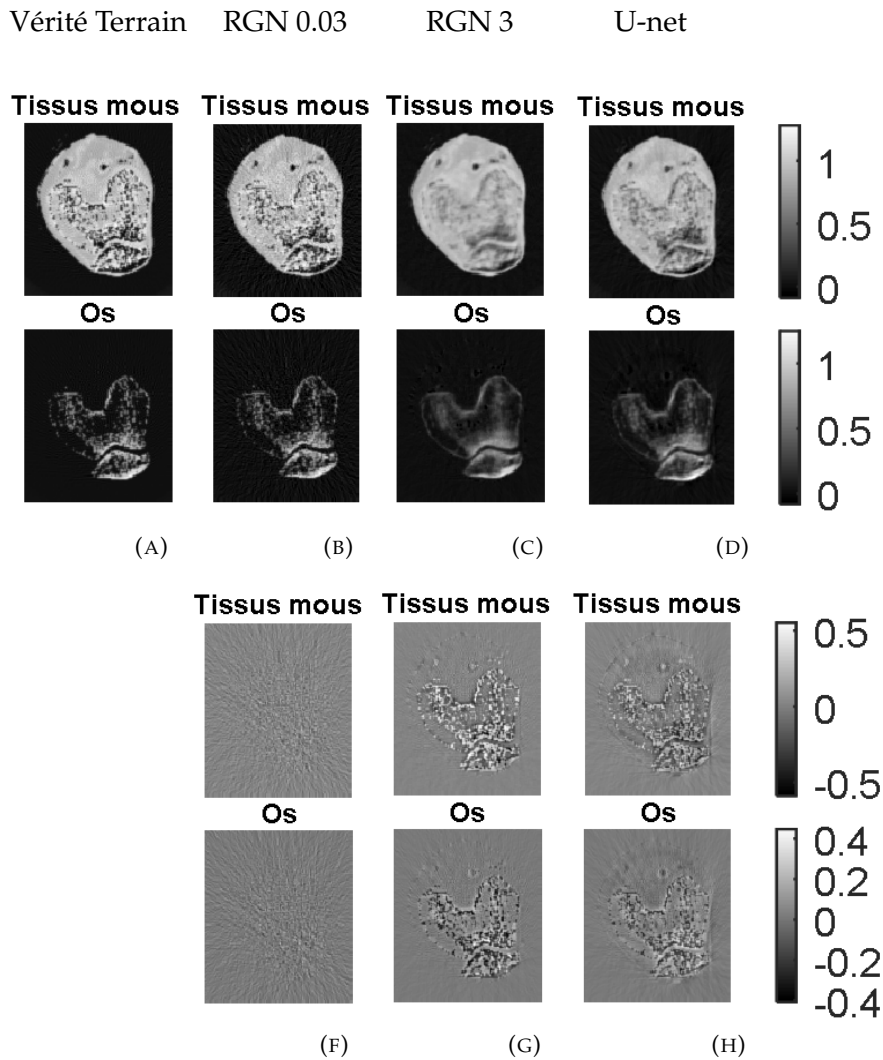 Vérité Terrain RGN 0.03 RGN 3 U-net
Tissus mous Tissus mous Tissus mous Tissus mous
1
0.5
0
Os Os Os Os
1
0.5
0
(A) (B) (C) (D)
Tissus mous Tissus mous Tissus mous
0.5
0
-0.5
Os Os Os
0.4
0.2
0
-0.2
-0.4
(F) (G) (H)